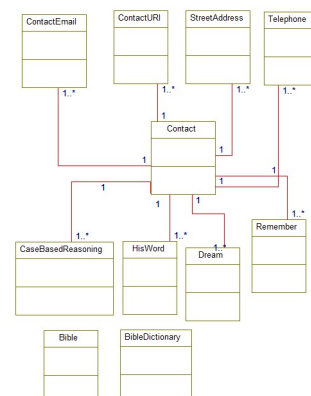 ContactEmail
ContactURI
StreetAddress
Telephone
1..*
1..*
1..*
1..*
1
Contact
1
1
1
1
1
1
1
1..*
1..*
1..*
1..*
CaseBasedReasoning
HisWord
Dream
Remember
Bible
BibleDictionary